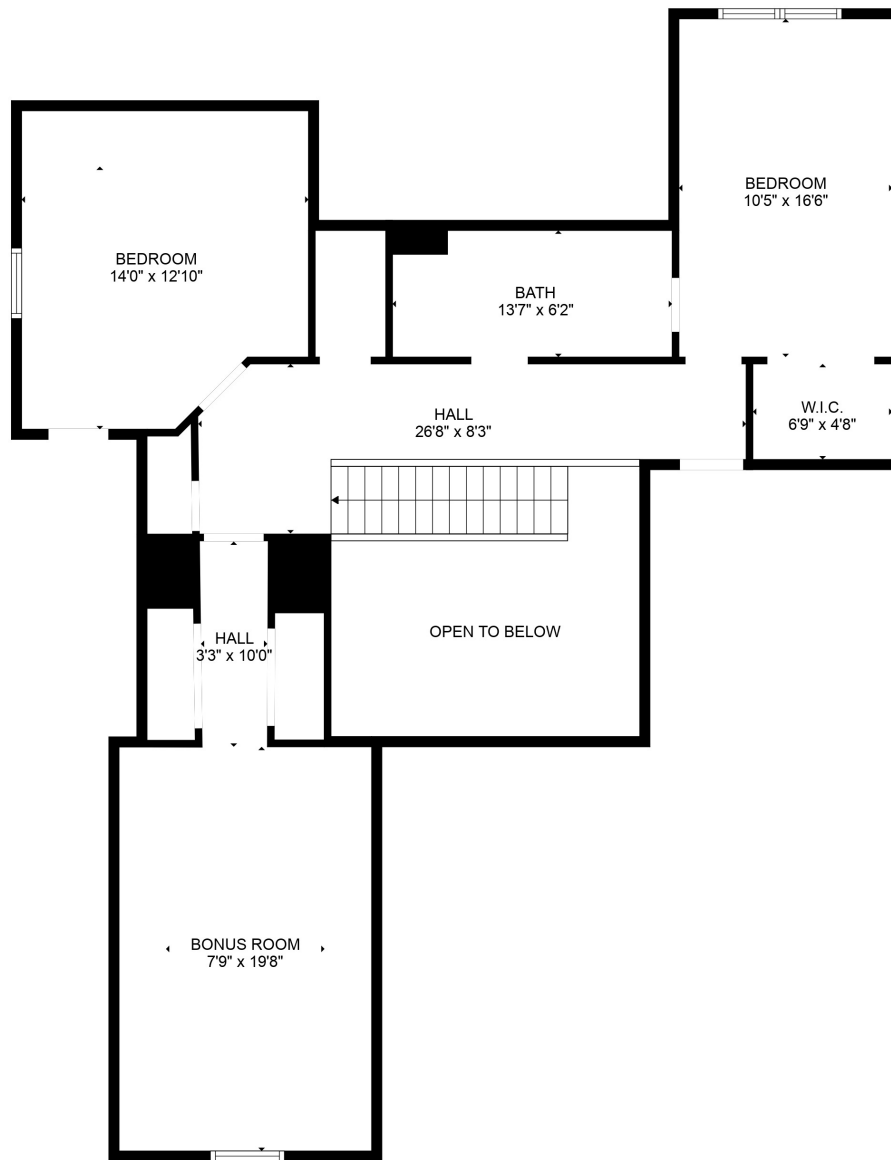 BEDROOM
10'5" x 16'6"
BEDROOM
14'0" x 12'10"
BATH
13'7" x 6'2"
HALL
26'8" x 8'3"
W.I.C.
6'9" x 4'8"
OPEN TO BELOW
HALL
3'3" x 10'0"
BONUS ROOM
7'9" x 19'8"